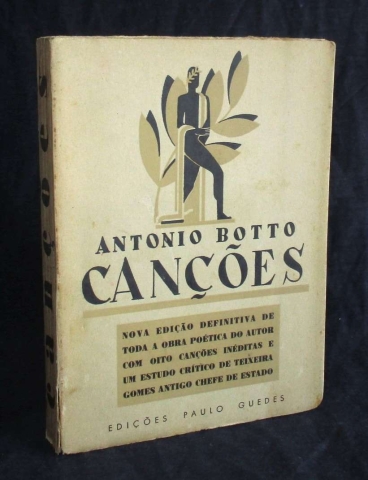 ANTONIO BOTTO
CANÇÕES
NOVA EDIÇÃO DEFINITIVA DE
TODA A OBRA POÉTICA DO AUTOR
COM OITO CANÇÕES INÉDITAS E
UM ESTUDO CRÍTICO DE TEIXEIRA
GOMES ANTIGO CHEFE DE ESTADO
EDIÇÕES PAULO GUEDES
canções